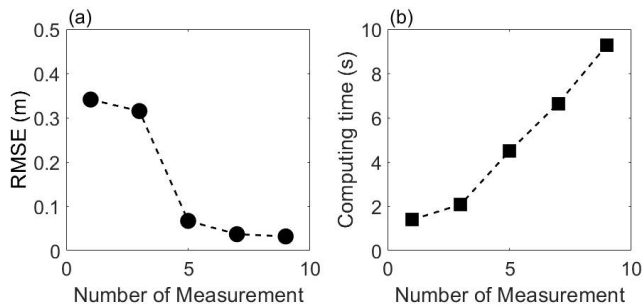 (a)
0.5
0.4
0.3
0.2
0.1
0
RMSE (m)
0 5 10
Number of Measurement
(b)
10
8
6
4
2
0
Computing time (s)
0 5 10
Number of Measurement